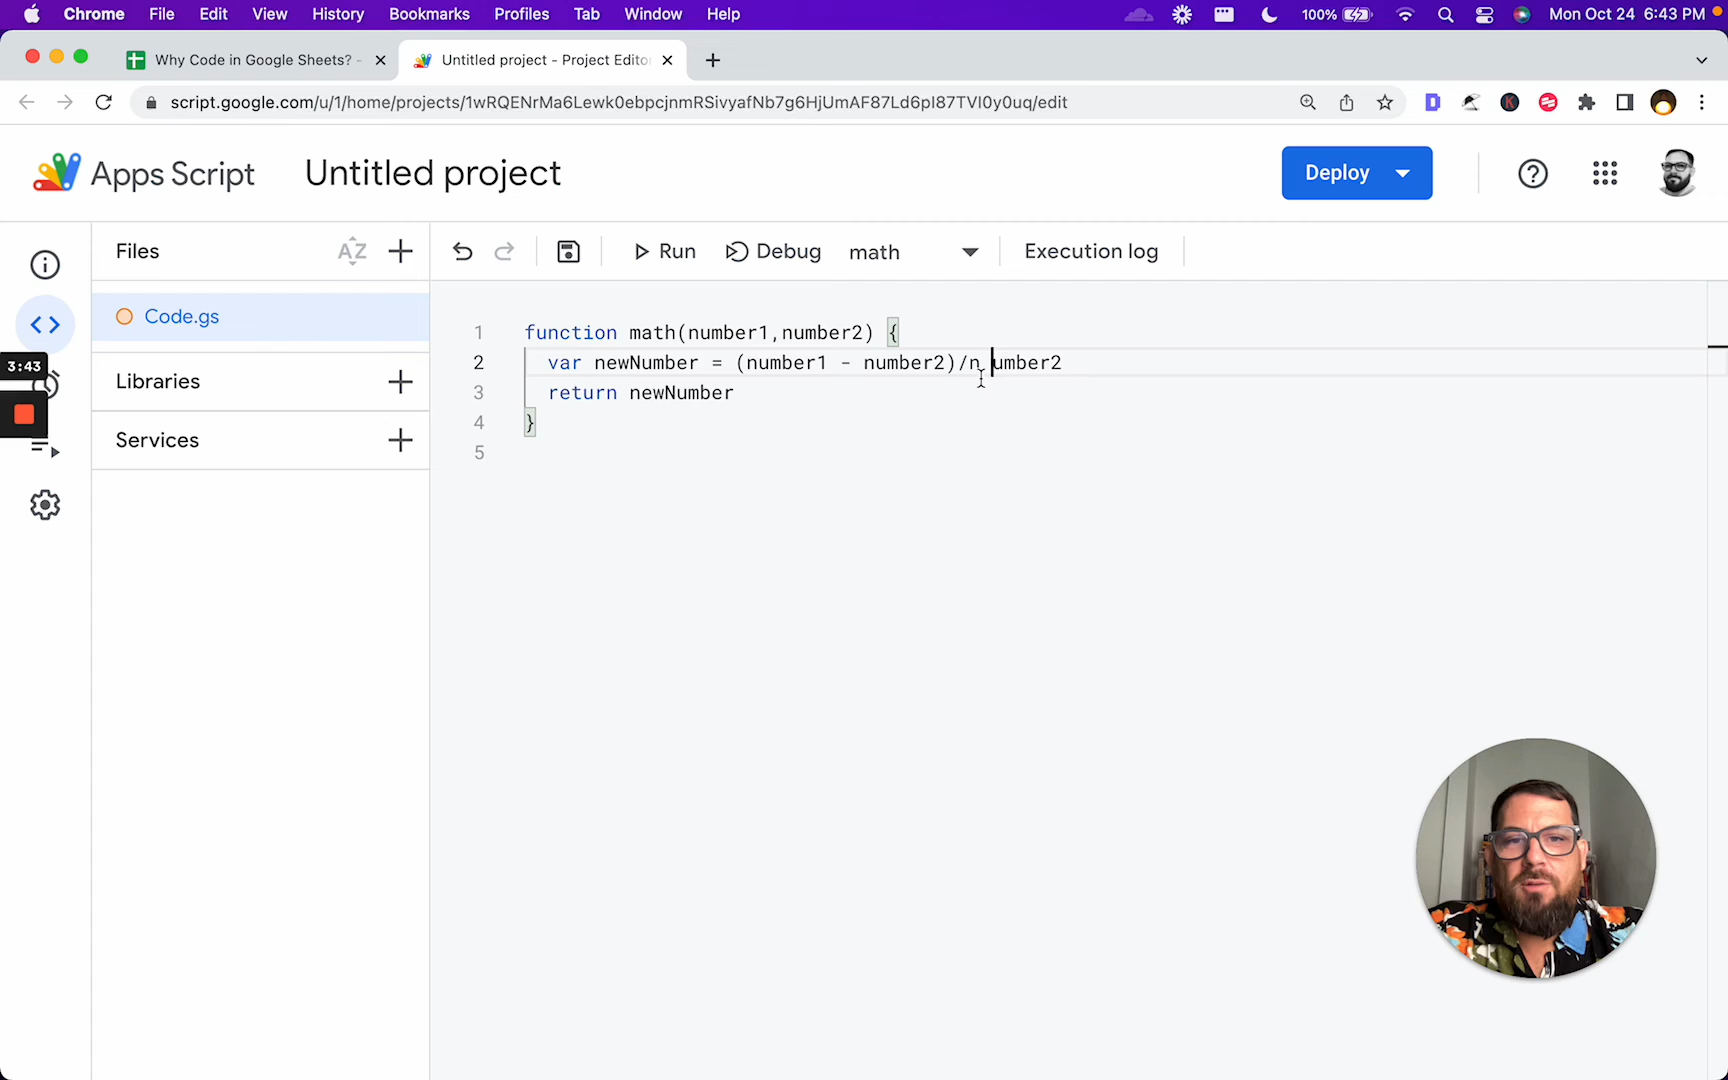 Chrome File Edit View History Bookmarks Profiles Tab Window Help 100% Mon Oct 24 6:43 PM
Why Code in Google Sheets? - Untitled project - Project Editor
script.google.com/u/1/home/projects/1wRQENrMa6Lewk0ebpcjnmRSivyafNb7g6HjUmAF87Ld6pI87TVI0y0uq/edit
Apps Script Untitled project Deploy
Files AZ Run Debug math Execution log
Code.gs
Libraries
Services
3:43
1 function math(number1,number2) {
2 var newNumber = (number1 - number2)/n umber2
3 return newNumber
4 }
5